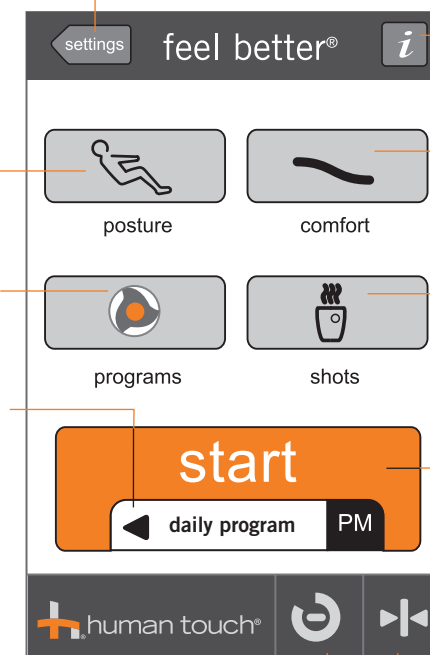 settings
feel better®
i
posture
comfort
programs
shots
start
daily program
PM
human touch®